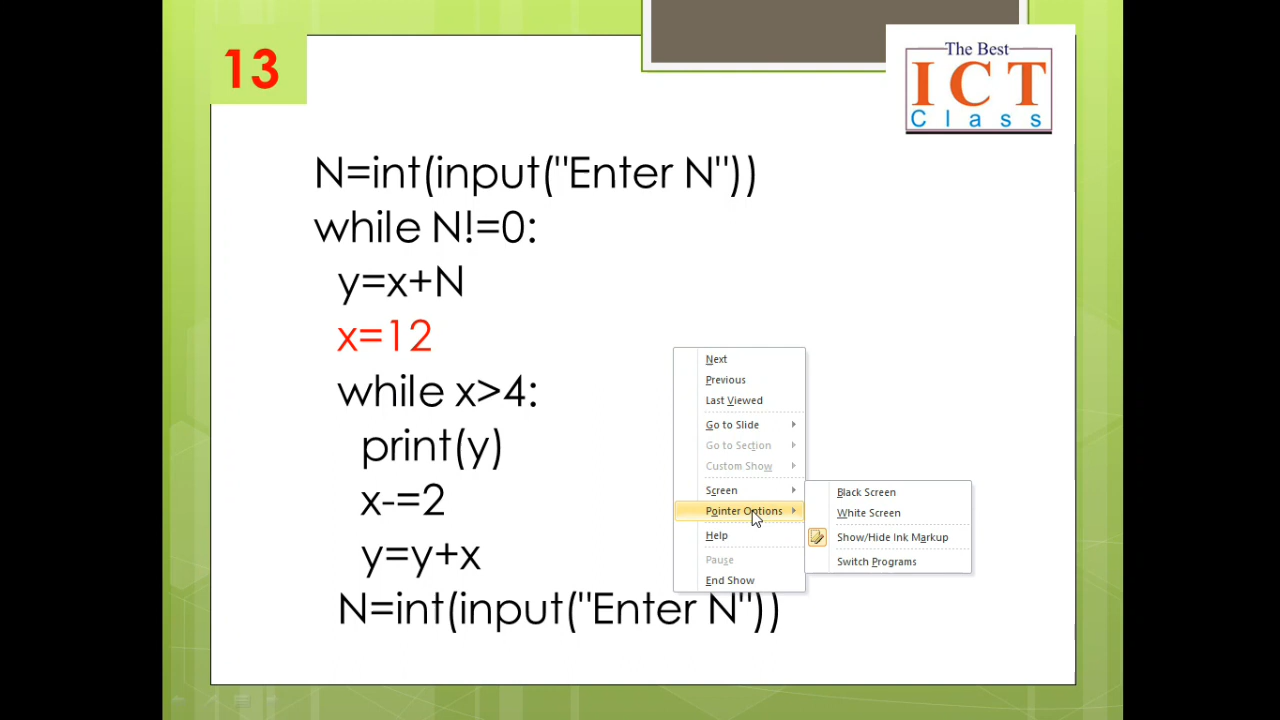 13
The Best
ICT
Class
N=int(input("Enter N"))
while N!=0:
y=x+N
x=12
while x>4:
print(y)
x-=2
y=y+x
N=int(input("Enter N"))
Next
Previous
Last Viewed
Go to Slide
Go to Section
Custom Show
Screen
Pointer Options
Help
Pause
End Show
Black Screen
White Screen
Show/Hide Ink Markup
Switch Programs